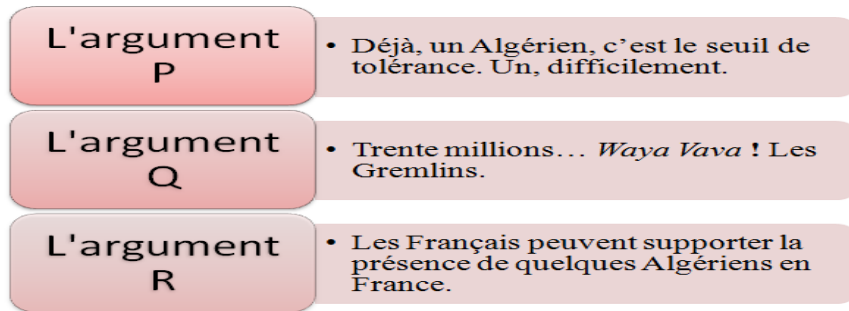 L'argument
P
• Déjà, un Algérien, c’est le seuil de
tolérance. Un, difficilement.
L'argument
Q
• Trente millions… Waya Vava ! Les
Gremlins.
L'argument
R
• Les Français peuvent supporter la
présence de quelques Algériens en
France.